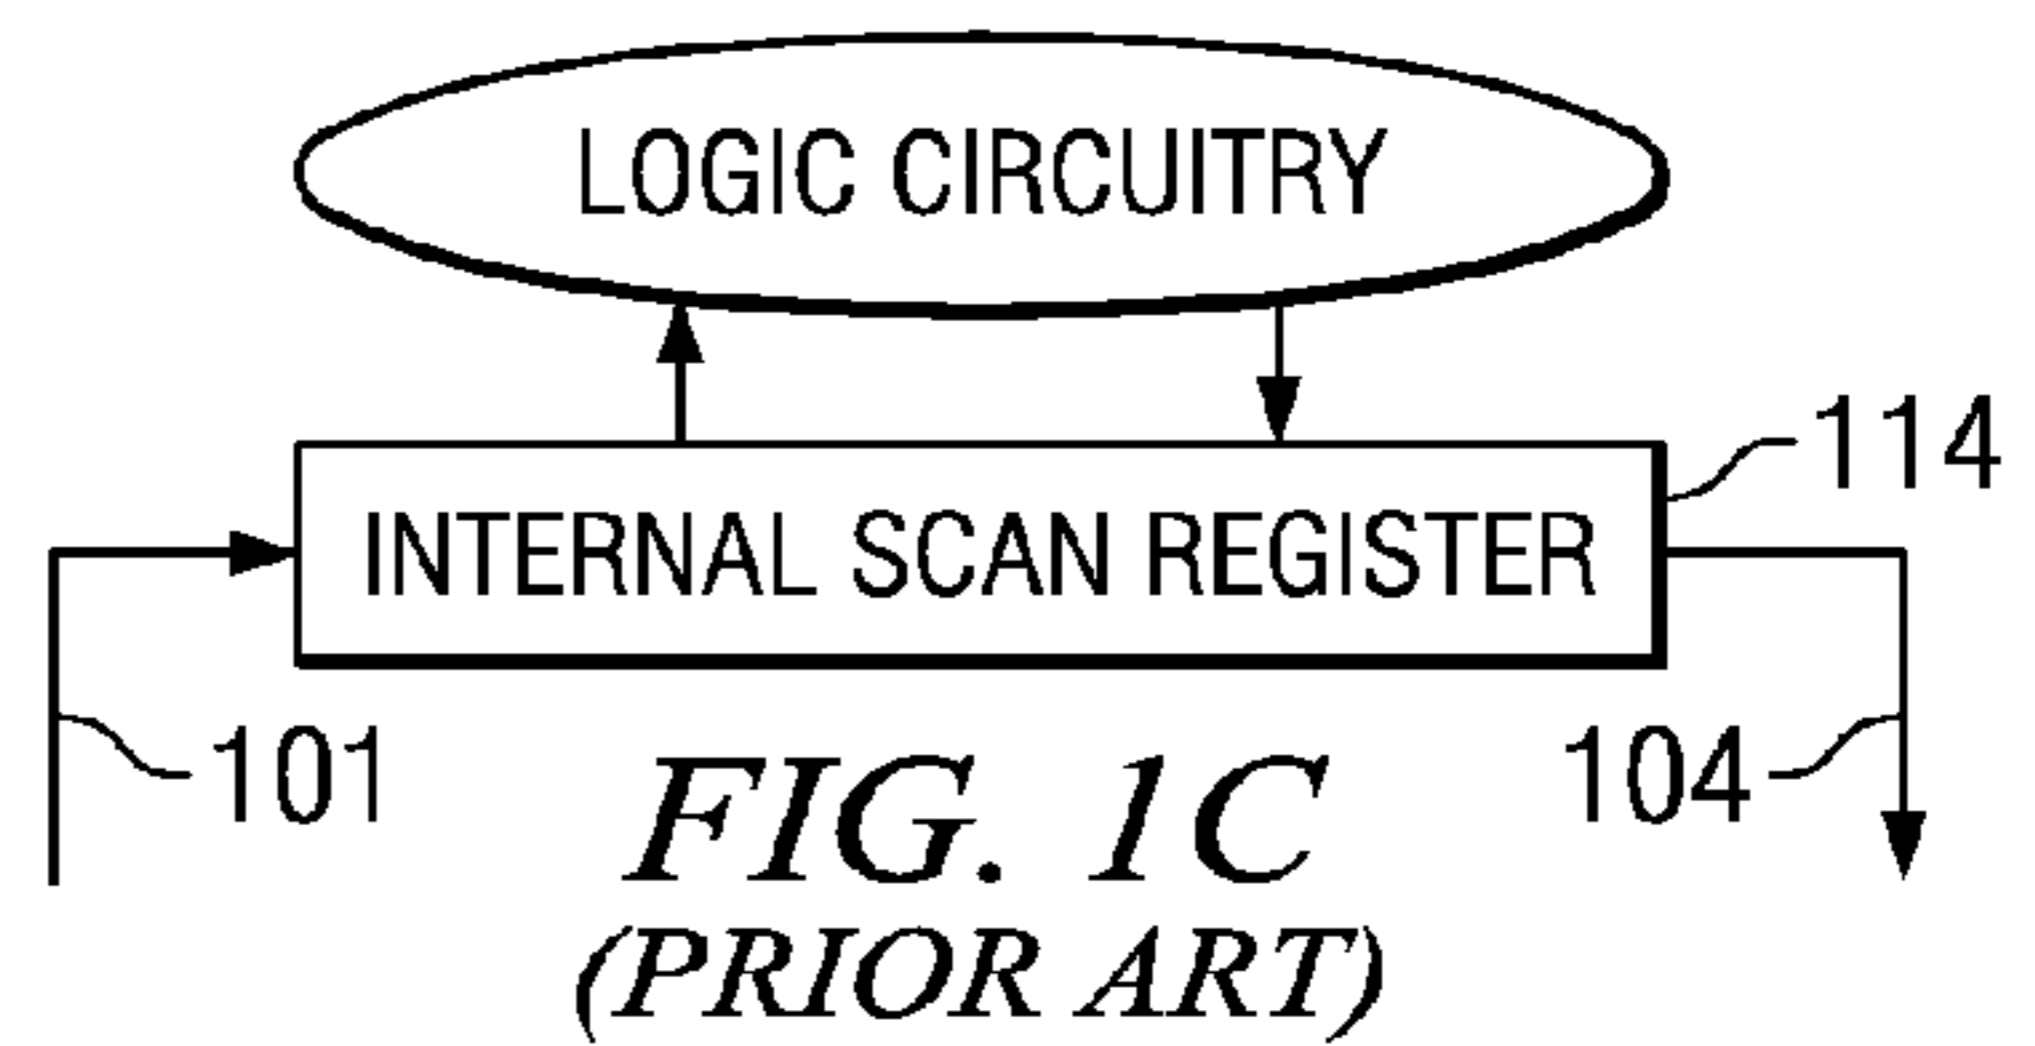 LOGIC CIRCUITRY
114
INTERNAL SCAN REGISTER
101
104
FIG. 1C
(PRIOR ART)